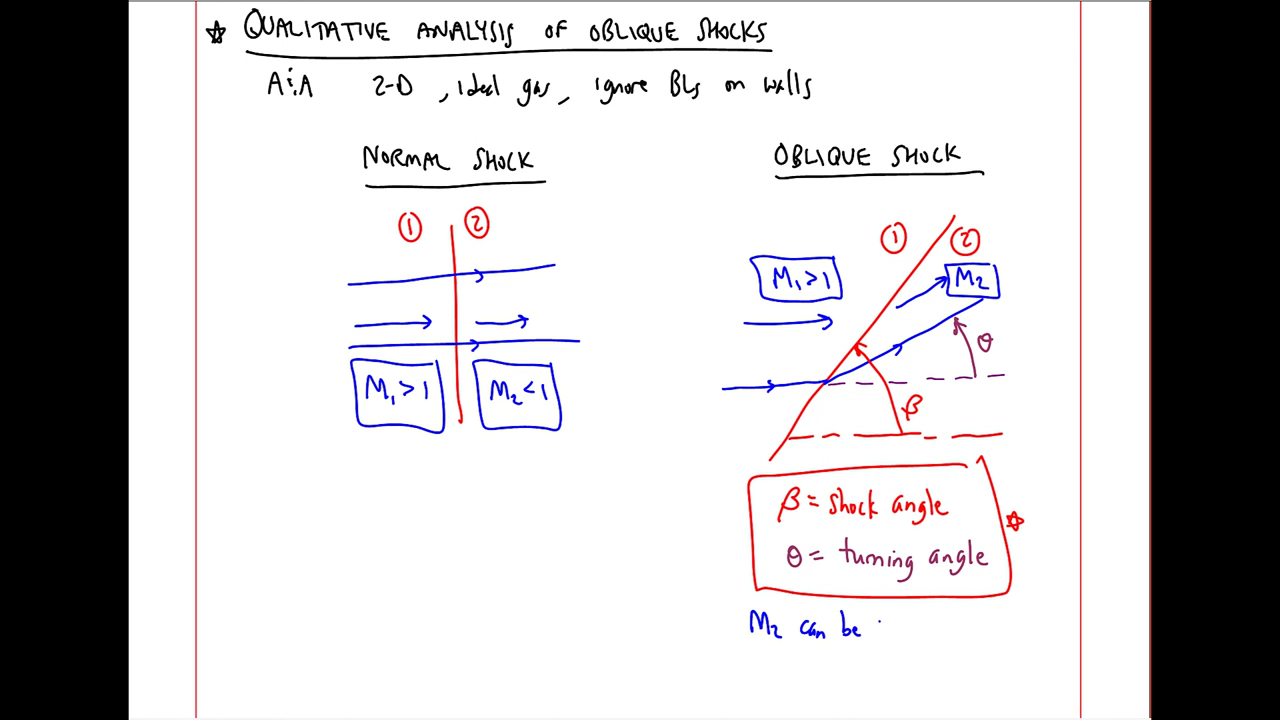 ☆ QUALITATIVE ANALYSIS OF OBLIQUE SHOCKS
A:A 2-D, ideal gas, ignore BLs on walls
NORMAL SHOCK
① ②
M₁>1
M₂<1
OBLIQUE SHOCK
① ②
M₁>1
M₂
θ
β
β = shock angle
☆
θ = turning angle
M₂ can be